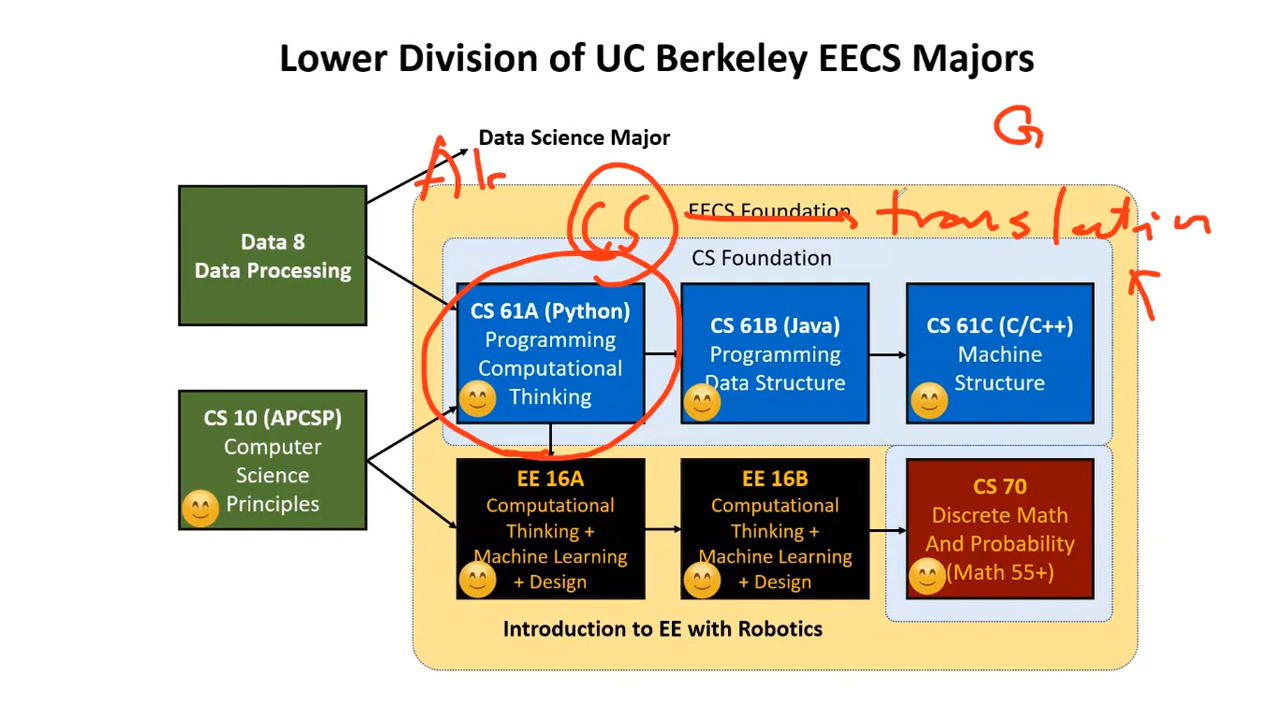 Lower Division of UC Berkeley EECS Majors
Data Science Major
CS
EECS Foundation
translation
CS Foundation
Data 8
Data Processing
CS 61A (Python)
Programming
Computational
Thinking
CS 61B (Java)
Programming
Data Structure
CS 61C (C/C++)
Machine
Structure
CS 10 (APCSP)
Computer
Science
Principles
EE 16A
Computational
Thinking +
Machine Learning
+ Design
EE 16B
Computational
Thinking +
Machine Learning
+ Design
CS 70
Discrete Math
And Probability
(Math 55+)
Introduction to EE with Robotics